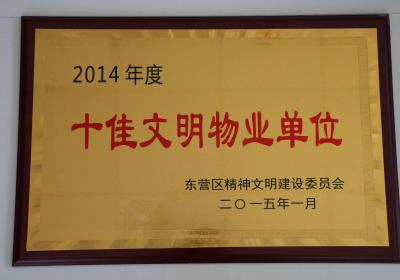 2014年度
十佳文明物业单位
东营区精神文明建设委员会
二〇一五年一月